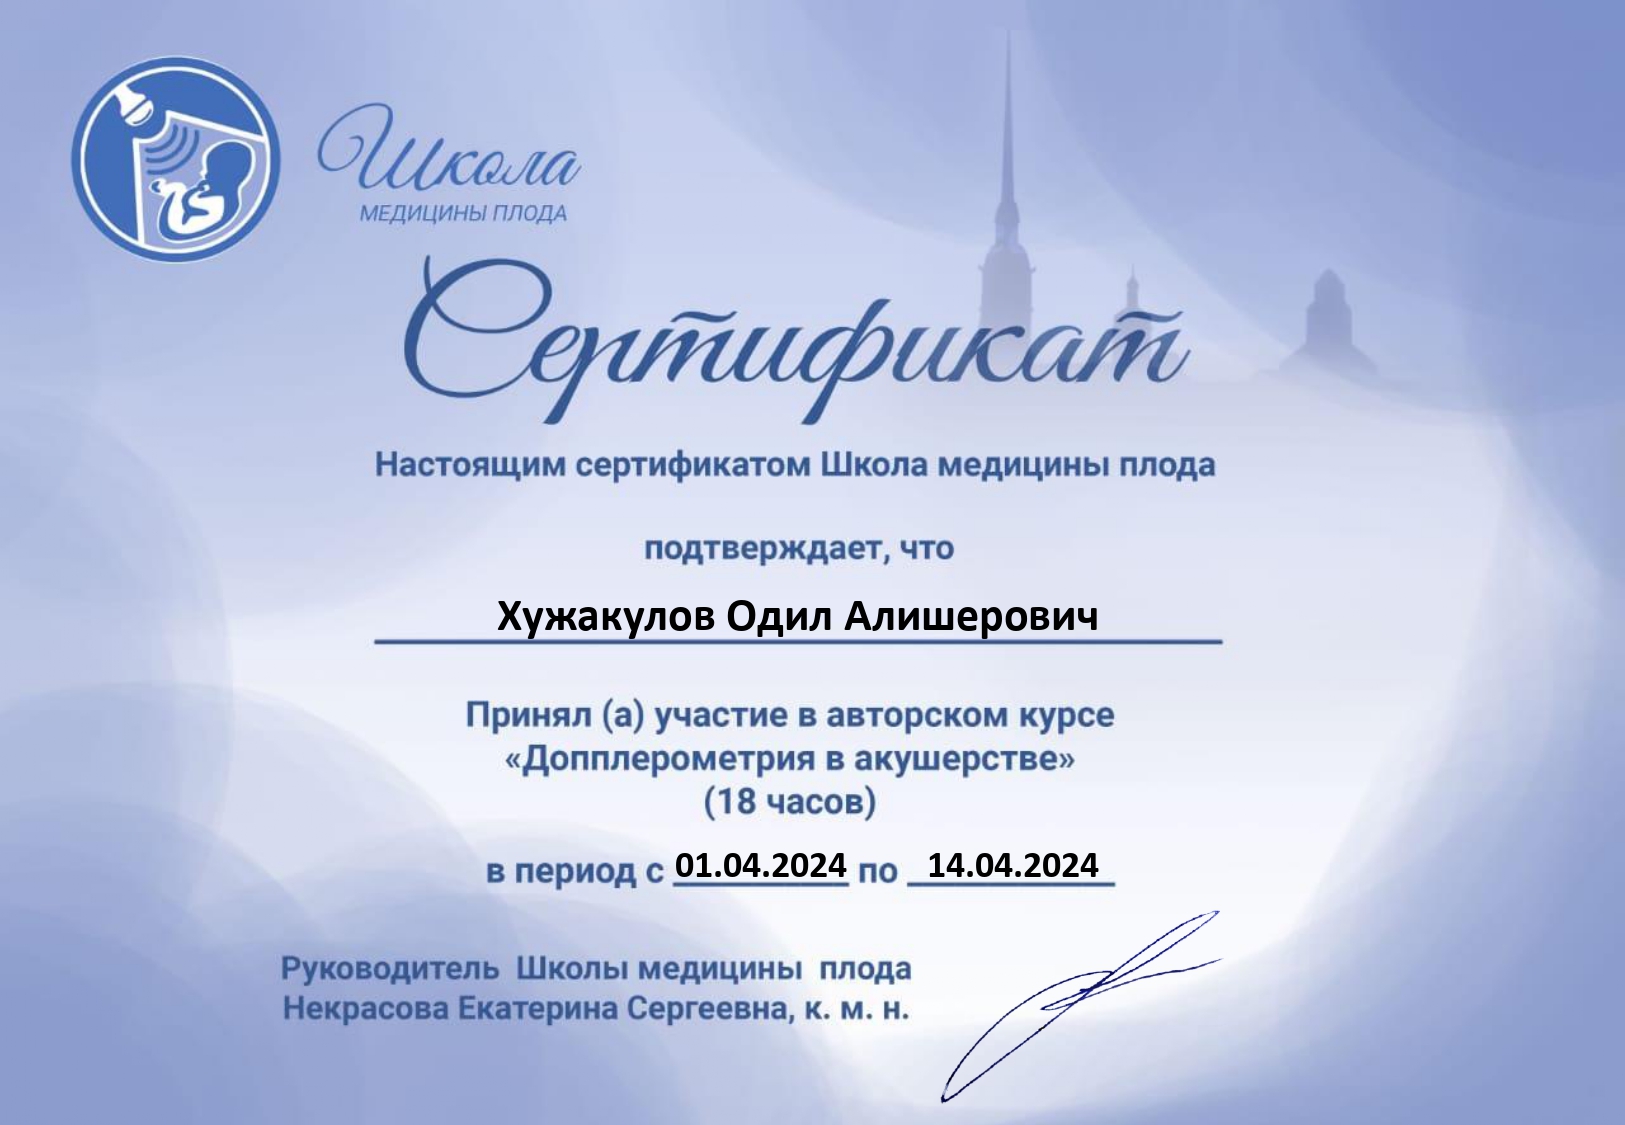 Школа
МЕДИЦИНЫ ПЛОДА
Сертификат
Настоящим сертификатом Школа медицины плода
подтверждает, что
Хужакулов Одил Алишерович
Принял (а) участие в авторском курсе
«Допплерометрия в акушерстве»
(18 часов)
в период с 01.04.2024 по 14.04.2024
Руководитель Школы медицины плода
Некрасова Екатерина Сергеевна, к. м. н.